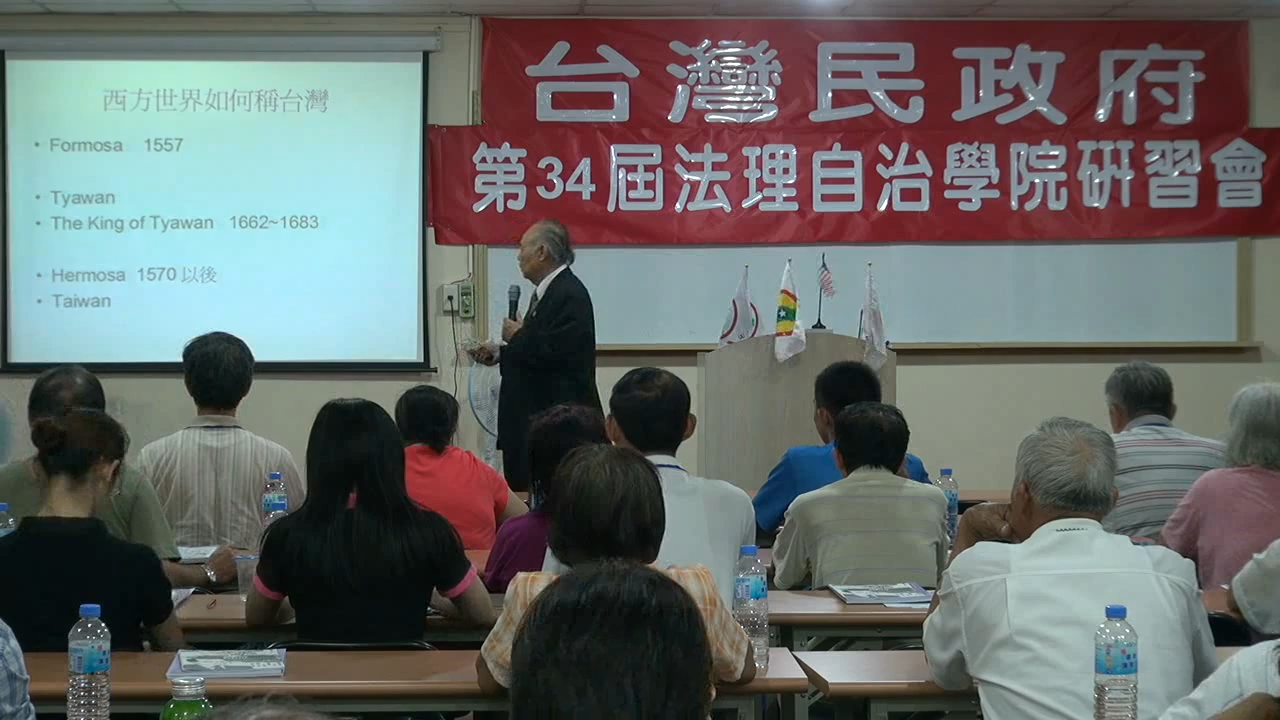 台灣民政府
第34屆法理自治學院研習會
西方世界如何稱台灣
• Formosa 1557
• Tyawan
• The King of Tyawan 1662~1683
• Hermosa 1570 以後
• Taiwan